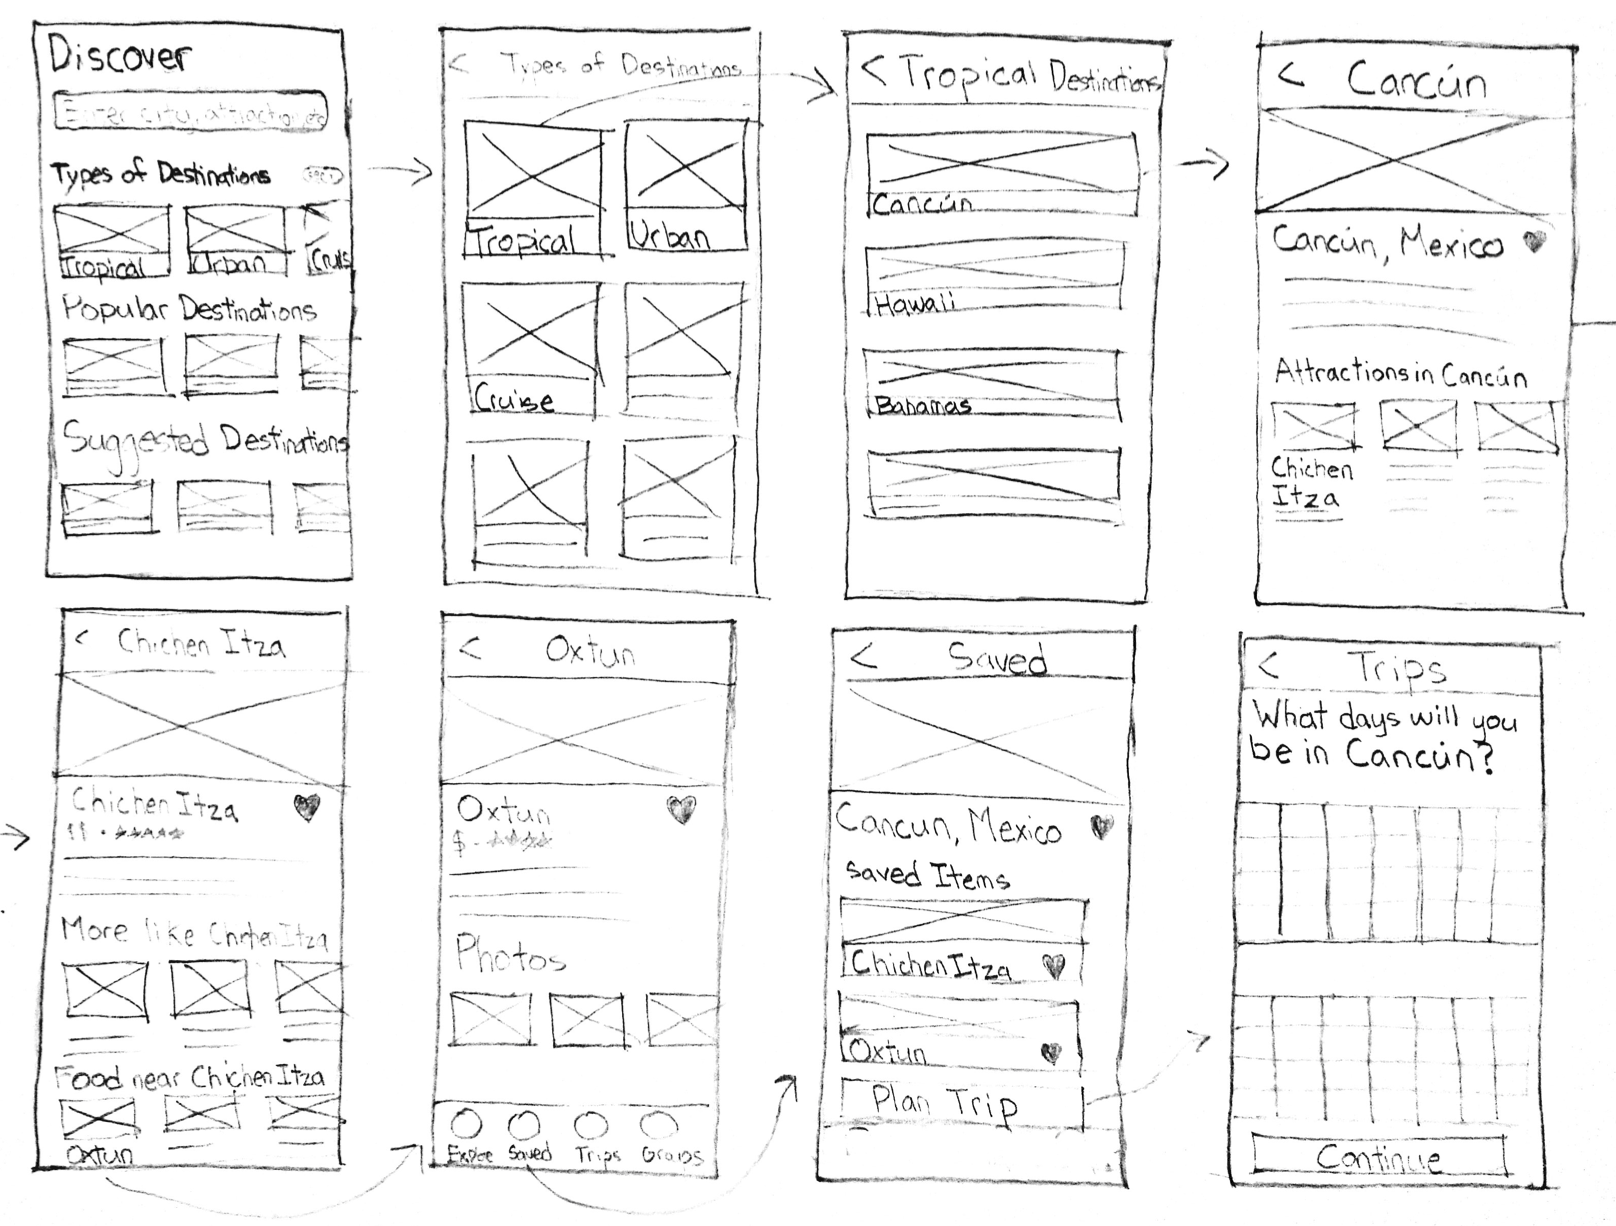 Discover
Enter city, attraction, etc
Types of Destinations
Tropical
Urban
Cruis
Popular Destinations
Suggested Destinations
< Types of Destinations
Tropical
Urban
Cruise
< Tropical Destinations
Cancún
Hawaii
Bahamas
< Cancún
Cancún, Mexico
Attractions in Cancún
Chichen
Itza
< Chichen Itza
Chichen Itza
More like Chichen Itza
Food near Chichen Itza
Oxtun
< Oxtun
Oxtun
$ -
Photos
Saved
Trips
Groups
< Saved
Cancun, Mexico
Saved Items
Chichen Itza
Oxtun
Plan Trip
< Trips
What days will you
be in Cancún?
Continue